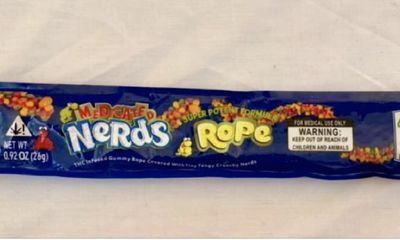 MEDICATED
NeRds
SUPER POTENT FORMULA
RoPe
FOR MEDICAL USE ONLY
WARNING:
KEEP OUT OF REACH OF
CHILDREN AND ANIMALS
NET WT
0.92 OZ (26g)
THC Infused Gummy Rope Covered With Tiny Tangy Crunchy Nerds